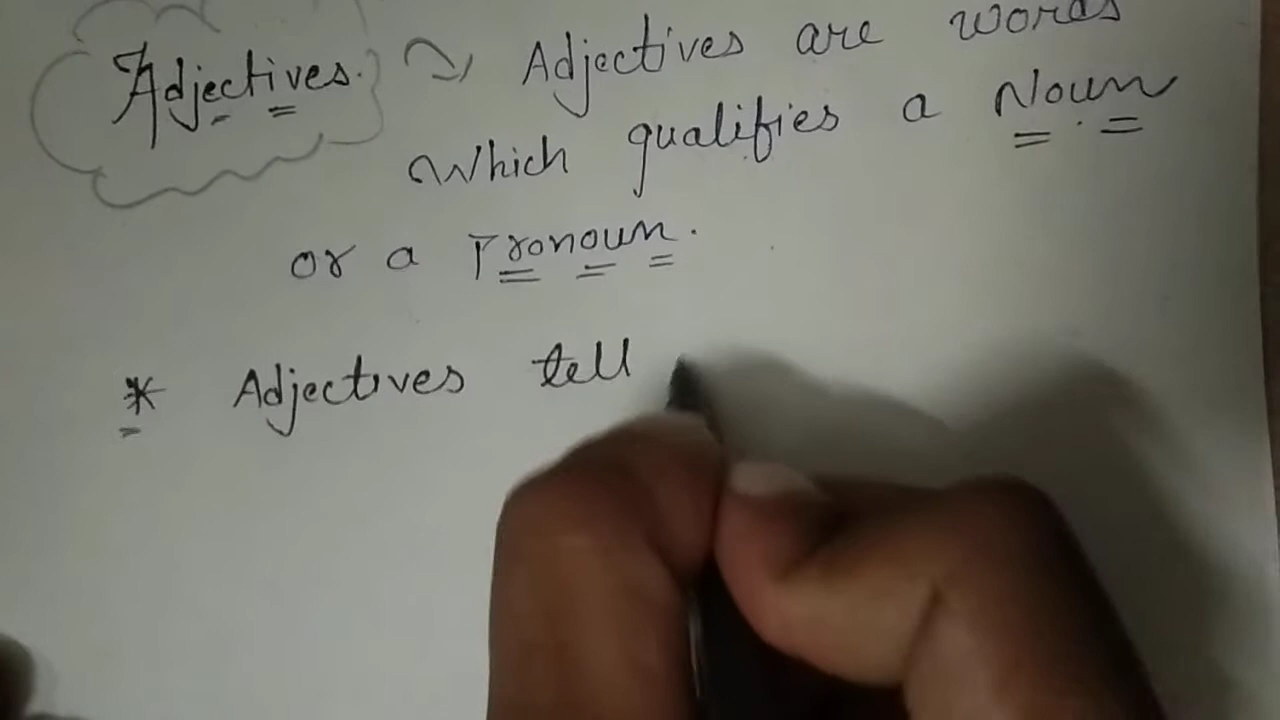 Adjectives. ~> Adjectives are words
which qualifies a Noun
or a Pronoun.
* Adjectives tell